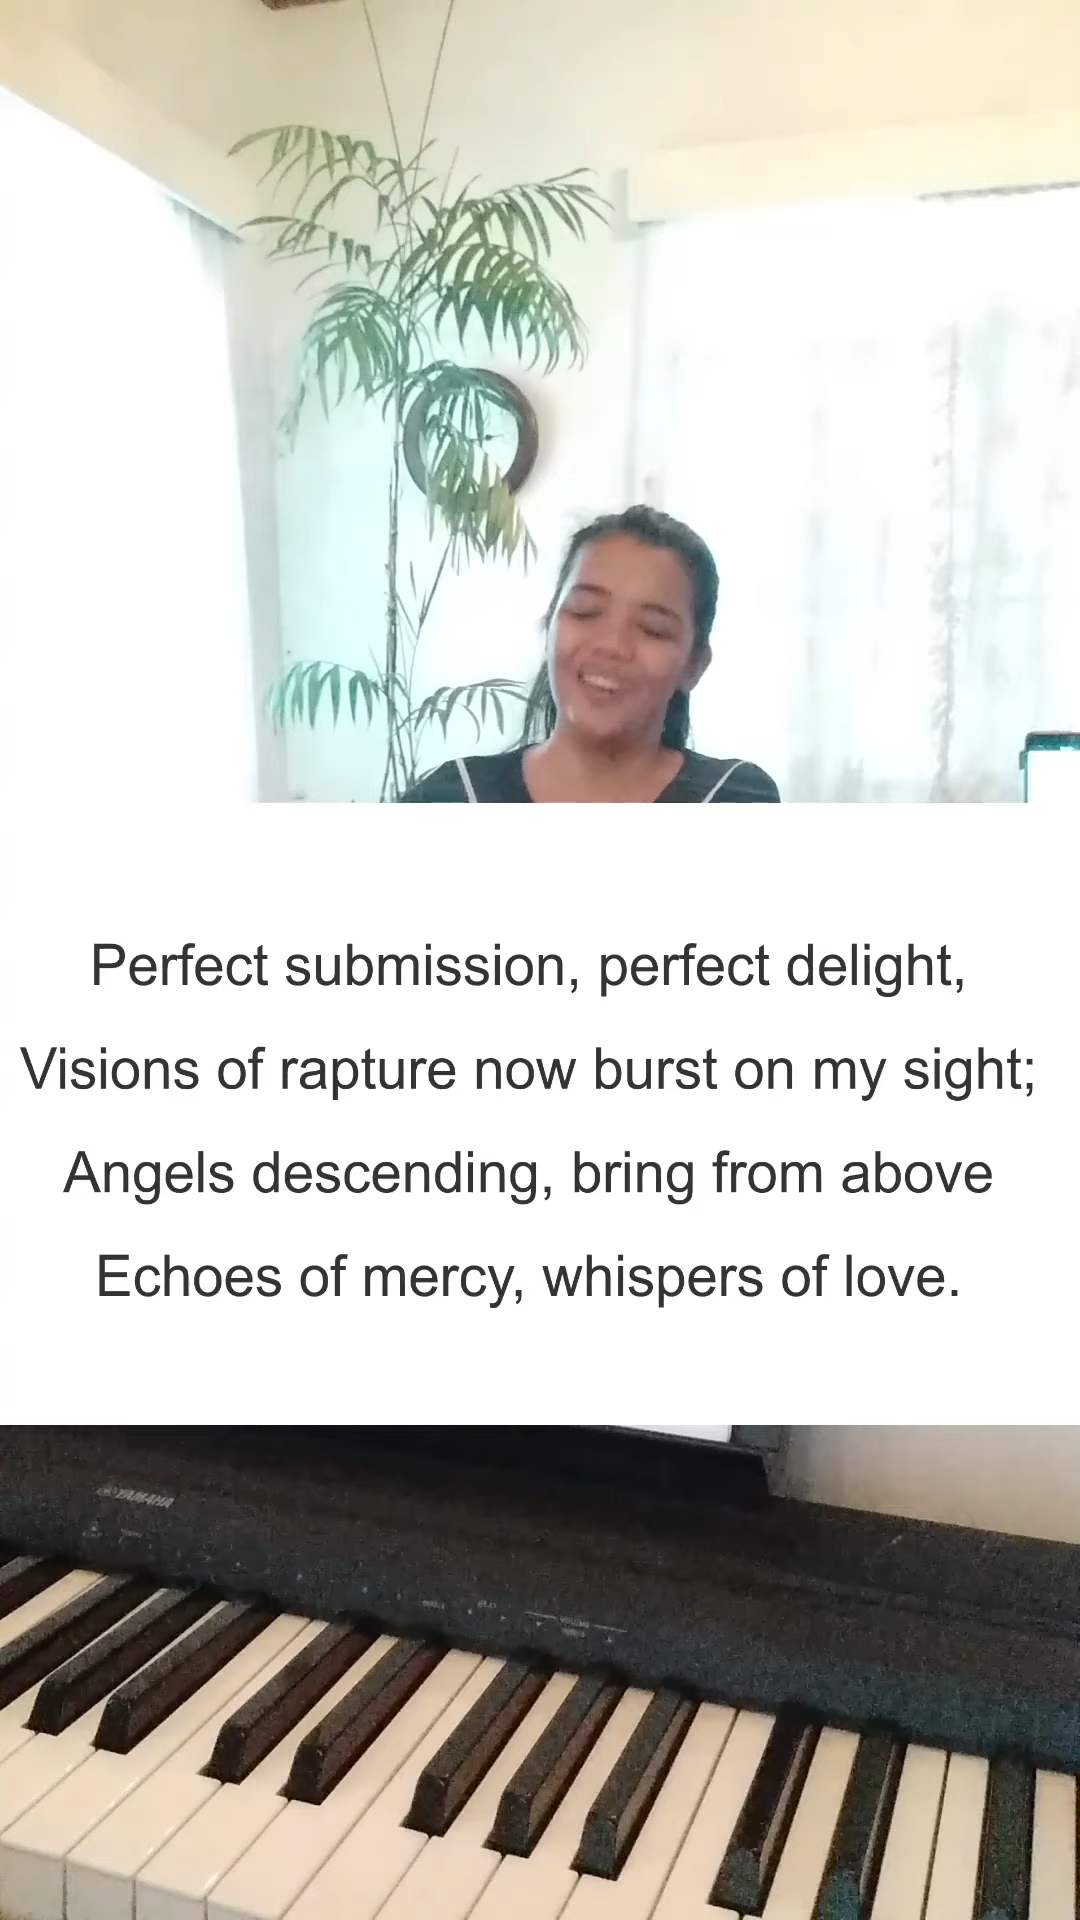 Perfect submission, perfect delight,
Visions of rapture now burst on my sight;
Angels descending, bring from above
Echoes of mercy, whispers of love.
YAMAHA